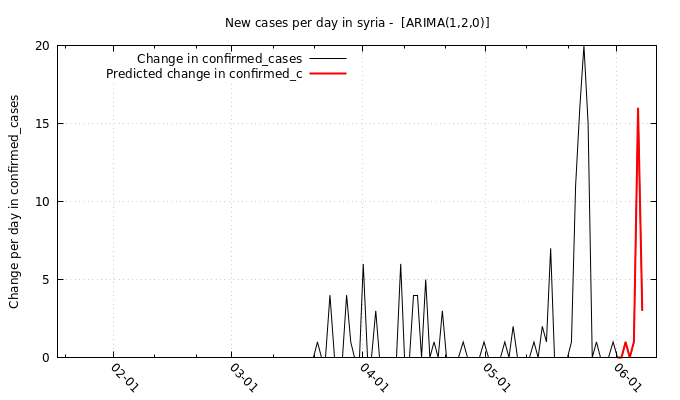 New cases per day in syria - [ARIMA(1,2,0)]
Change in confirmed_cases
Predicted change in confirmed_c
Change per day in confirmed_cases
20
15
10
5
0
02-01
03-01
04-01
05-01
06-01